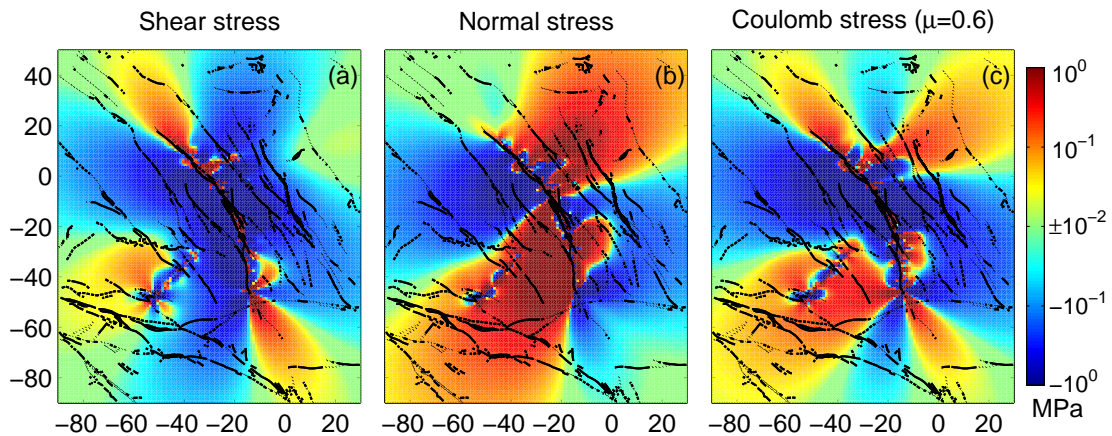 Shear stress
Normal stress
Coulomb stress (μ=0.6)
(a)
(b)
(c)
40
20
0
−20
−40
−60
−80
−80 −60 −40 −20 0 20
−80 −60 −40 −20 0 20
−80 −60 −40 −20 0 20
10⁰
10⁻¹
±10⁻²
−10⁻¹
−10⁰
MPa